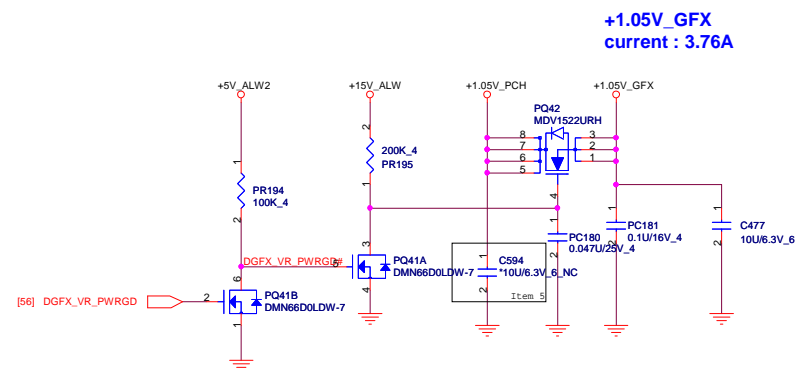 +1.05V_GFX
current : 3.76A
+5V_ALW2
+15V_ALW
+1.05V_PCH
+1.05V_GFX
PQ42
MDV1522URH
8
7
6
5
3
2
1
4
2
200K_4
PR195
1
1
PR194
100K_4
2
1
PC180
0.047U/25V_4
2
1
PC181
0.1U/16V_4
2
1
C477
10U/6.3V_6
2
DGFX_VR_PWRGD#
5
3
PQ41A
DMN66D0LDW-7
4
1
C594
*10U/6.3V_6_NC
2
Item 5
[56] DGFX_VR_PWRGD
2
6
PQ41B
DMN66D0LDW-7
1